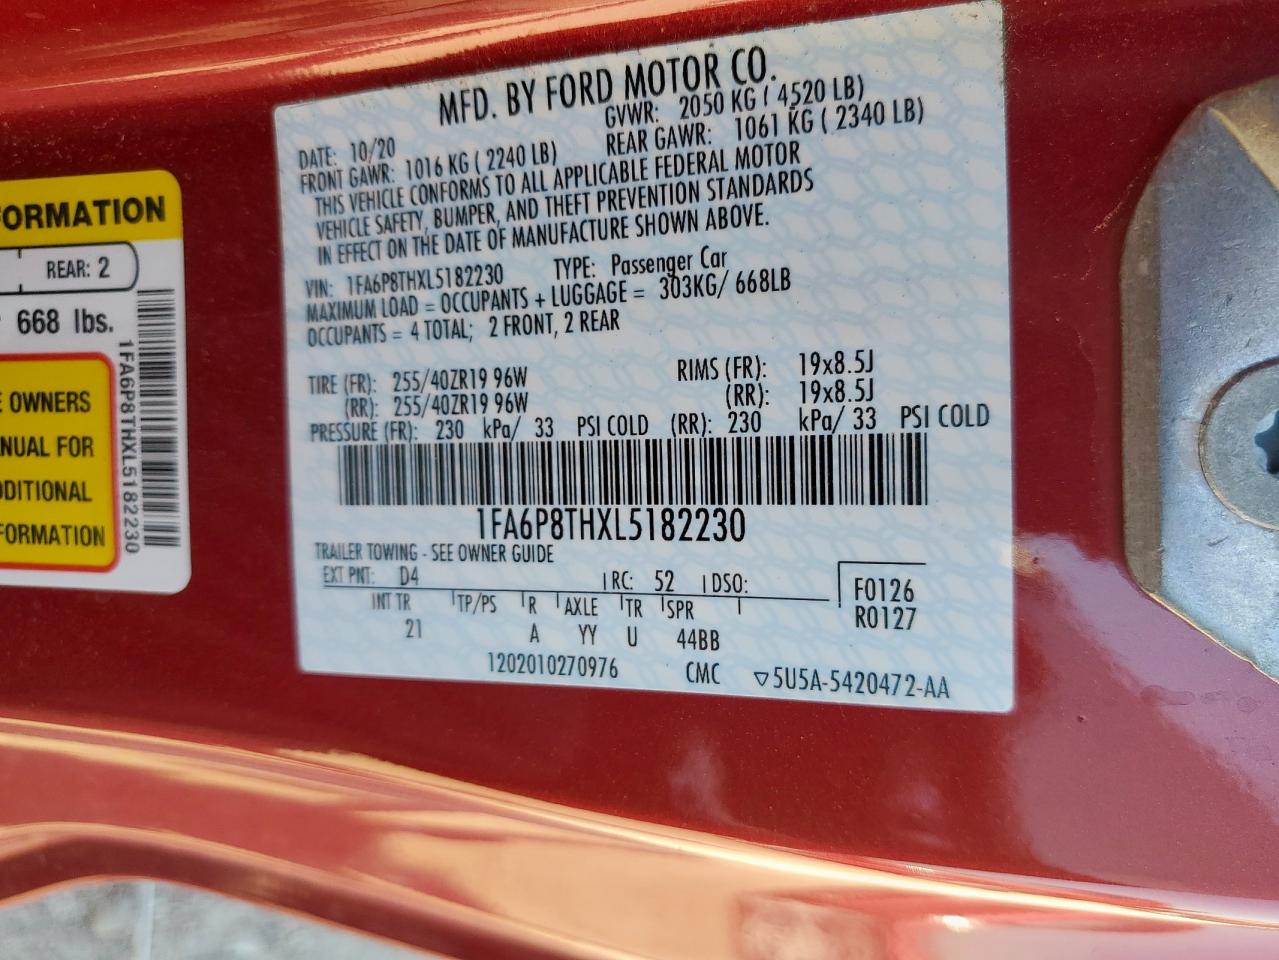 MFD. BY FORD MOTOR CO.
DATE: 10/20 GVWR: 2050 KG ( 4520 LB)
FRONT GAWR: 1016 KG ( 2240 LB) REAR GAWR: 1061 KG ( 2340 LB)
THIS VEHICLE CONFORMS TO ALL APPLICABLE FEDERAL MOTOR
VEHICLE SAFETY, BUMPER, AND THEFT PREVENTION STANDARDS
IN EFFECT ON THE DATE OF MANUFACTURE SHOWN ABOVE.
VIN: 1FA6P8THXL5182230 TYPE: Passenger Car
MAXIMUM LOAD = OCCUPANTS + LUGGAGE = 303KG/ 668LB
OCCUPANTS = 4 TOTAL; 2 FRONT, 2 REAR
TIRE (FR): 255/40ZR19 96W RIMS (FR): 19x8.5J
(RR): 255/40ZR19 96W (RR): 19x8.5J
PRESSURE (FR): 230 kPa/ 33 PSI COLD (RR): 230 kPa/ 33 PSI COLD
1FA6P8THXL5182230
TRAILER TOWING - SEE OWNER GUIDE
EXT PNT: D4 RC: 52 DSO:
F0126
R0127
INT TR TP/PS R AXLE TR SPR
21 A YY U 44BB
1202010270976 CMC ▽5U5A-5420472-AA
FORMATION
REAR: 2
668 lbs.
E OWNERS
ANUAL FOR
DDITIONAL
FORMATION
1FA6P8THXL5182230